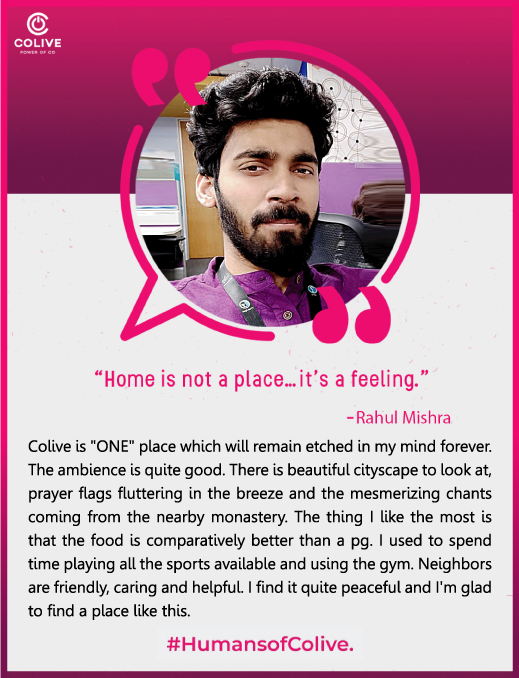 COLIVE
POWER OF CO
“Home is not a place...it’s a feeling.”
-Rahul Mishra
Colive is "ONE" place which will remain etched in my mind forever.
The ambience is quite good. There is beautiful cityscape to look at,
prayer flags fluttering in the breeze and the mesmerizing chants
coming from the nearby monastery. The thing I like the most is
that the food is comparatively better than a pg. I used to spend
time playing all the sports available and using the gym. Neighbors
are friendly, caring and helpful. I find it quite peaceful and I'm glad
to find a place like this.
#HumansofColive.